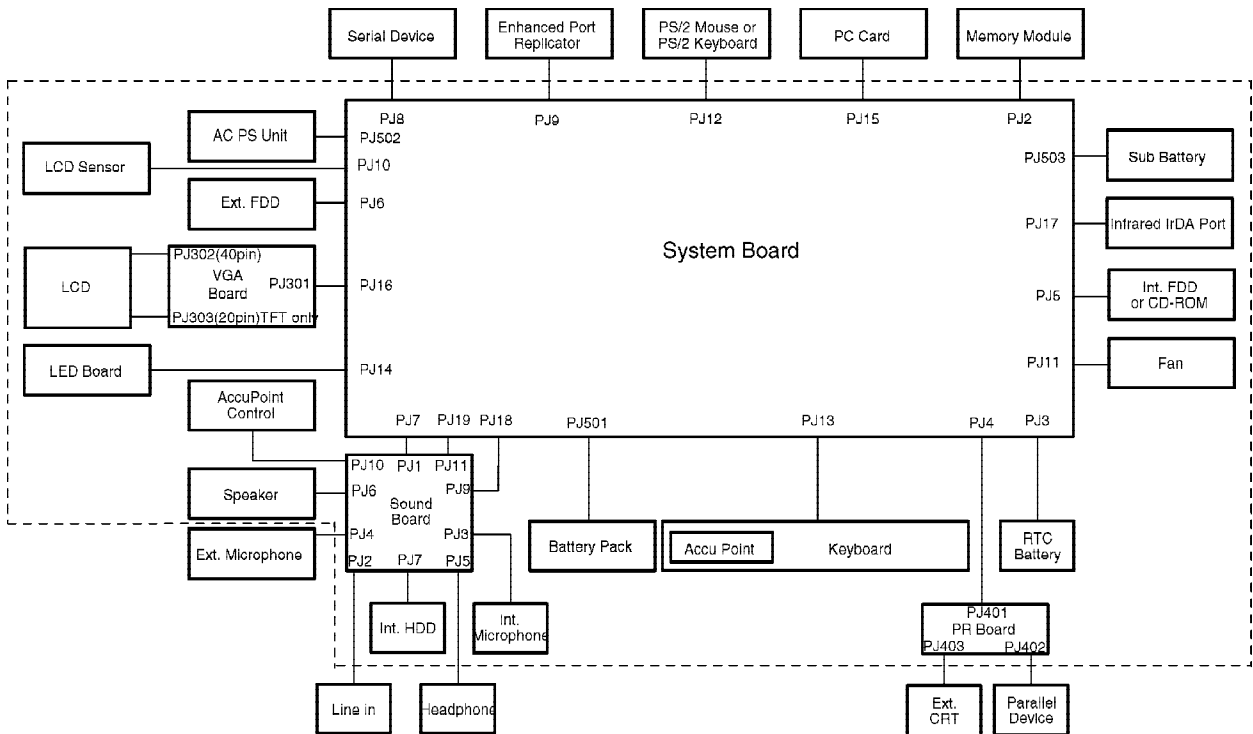 Serial Device
Enhanced Port
Replicator
PS/2 Mouse or
PS/2 Keyboard
PC Card
Memory Module
PJ8
PJ9
PJ12
PJ15
PJ2
AC PS Unit
PJ502
LCD Sensor
PJ10
PJ503
Sub Battery
Ext. FDD
PJ6
PJ17
Infrared IrDA Port
System Board
LCD
PJ302(40pin)
VGA
Board
PJ301
PJ303(20pin)TFT only
PJ16
PJ5
Int. FDD
or CD-ROM
LED Board
PJ14
PJ11
Fan
AccuPoint
Control
PJ7
PJ19
PJ18
PJ501
PJ13
PJ4
PJ3
PJ10
PJ1
PJ11
Speaker
PJ6
PJ9
Sound
Board
Ext. Microphone
PJ4
PJ3
PJ2
PJ7
PJ5
Battery Pack
Accu Point
Keyboard
RTC
Battery
Int. HDD
Int.
Microphone
PJ401
PR Board
PJ403
PJ402
Line in
Headphone
Ext.
CRT
Parallel
Device